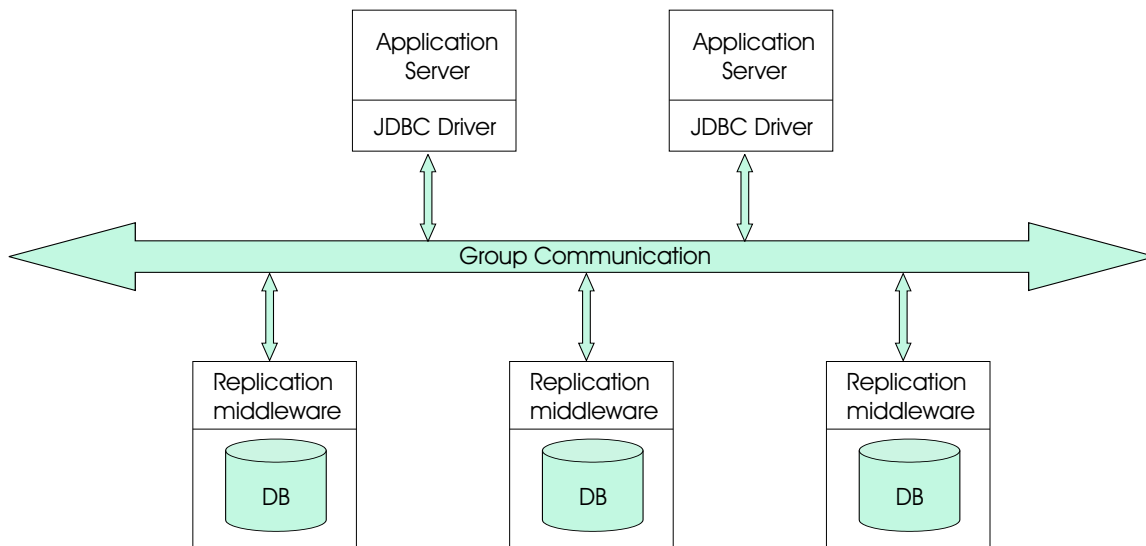 Application
Server
JDBC Driver
Application
Server
JDBC Driver
Group Communication
Replication
middleware
DB
Replication
middleware
DB
Replication
middleware
DB